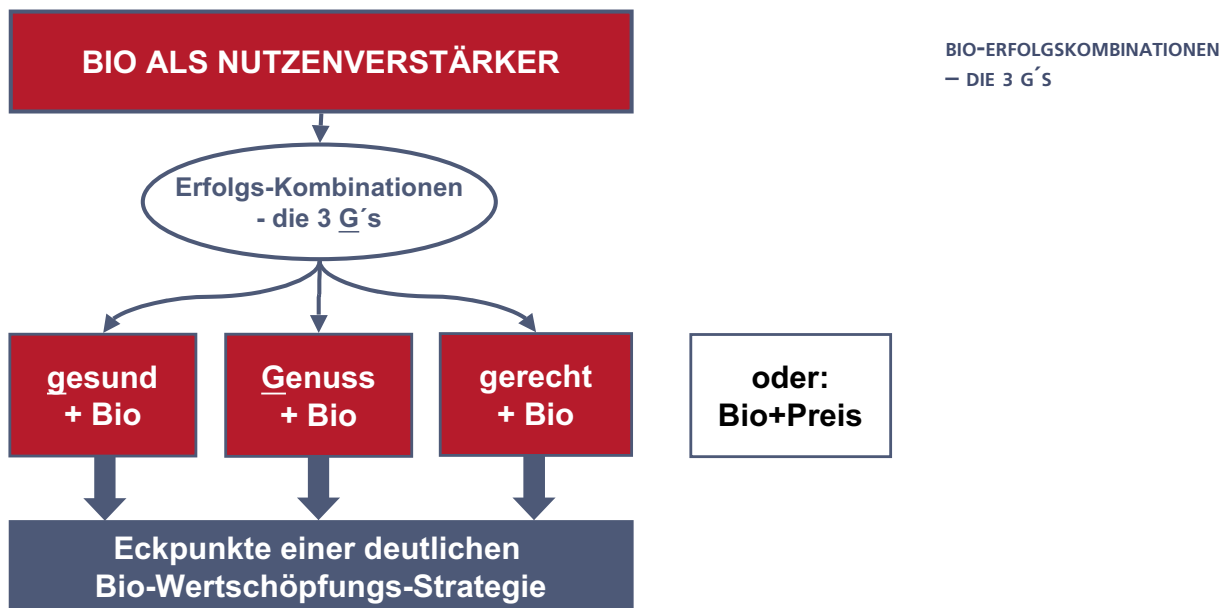 BIO ALS NUTZENVERSTÄRKER
BIO-ERFOLGSKOMBINATIONEN
– DIE 3 G´S
Erfolgs-Kombinationen
- die 3 G´s
gesund
+ Bio
Genuss
+ Bio
gerecht
+ Bio
oder:
Bio+Preis
Eckpunkte einer deutlichen
Bio-Wertschöpfungs-Strategie